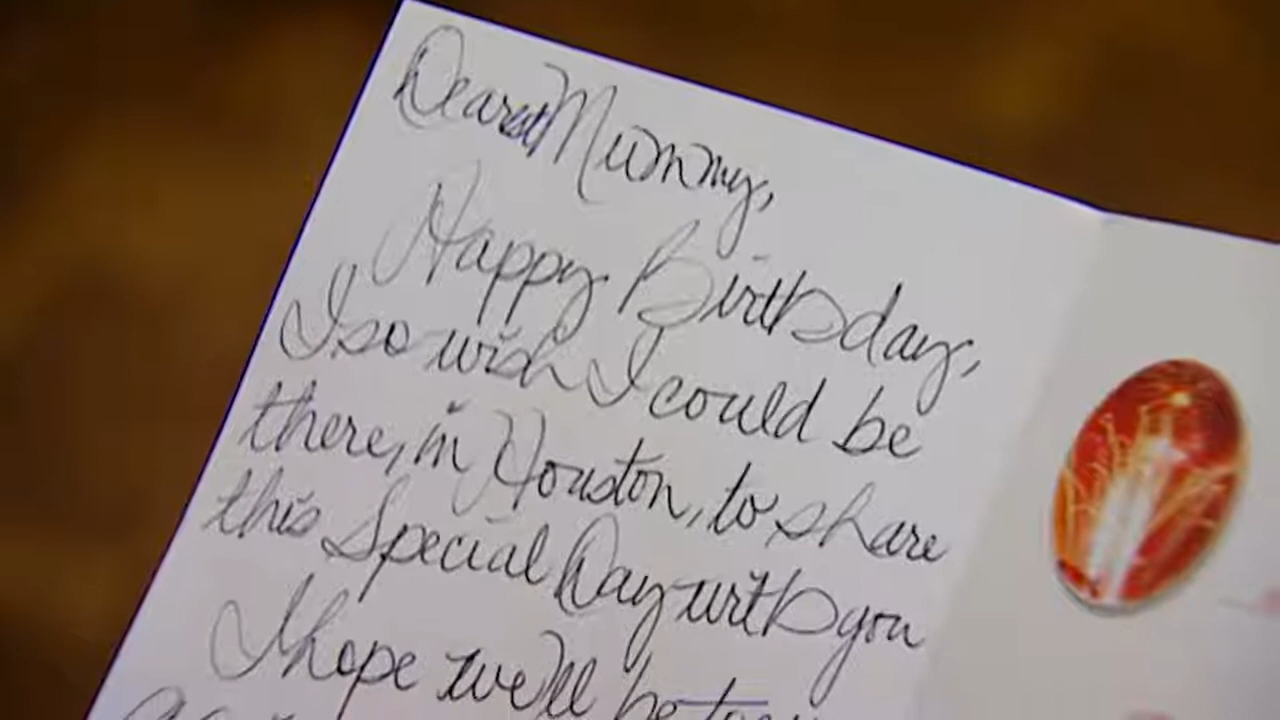 Dearest Mummy,
Happy Birthday,
I so wish I could be
there, in Houston, to share
this Special Day with you
I hope we'll be